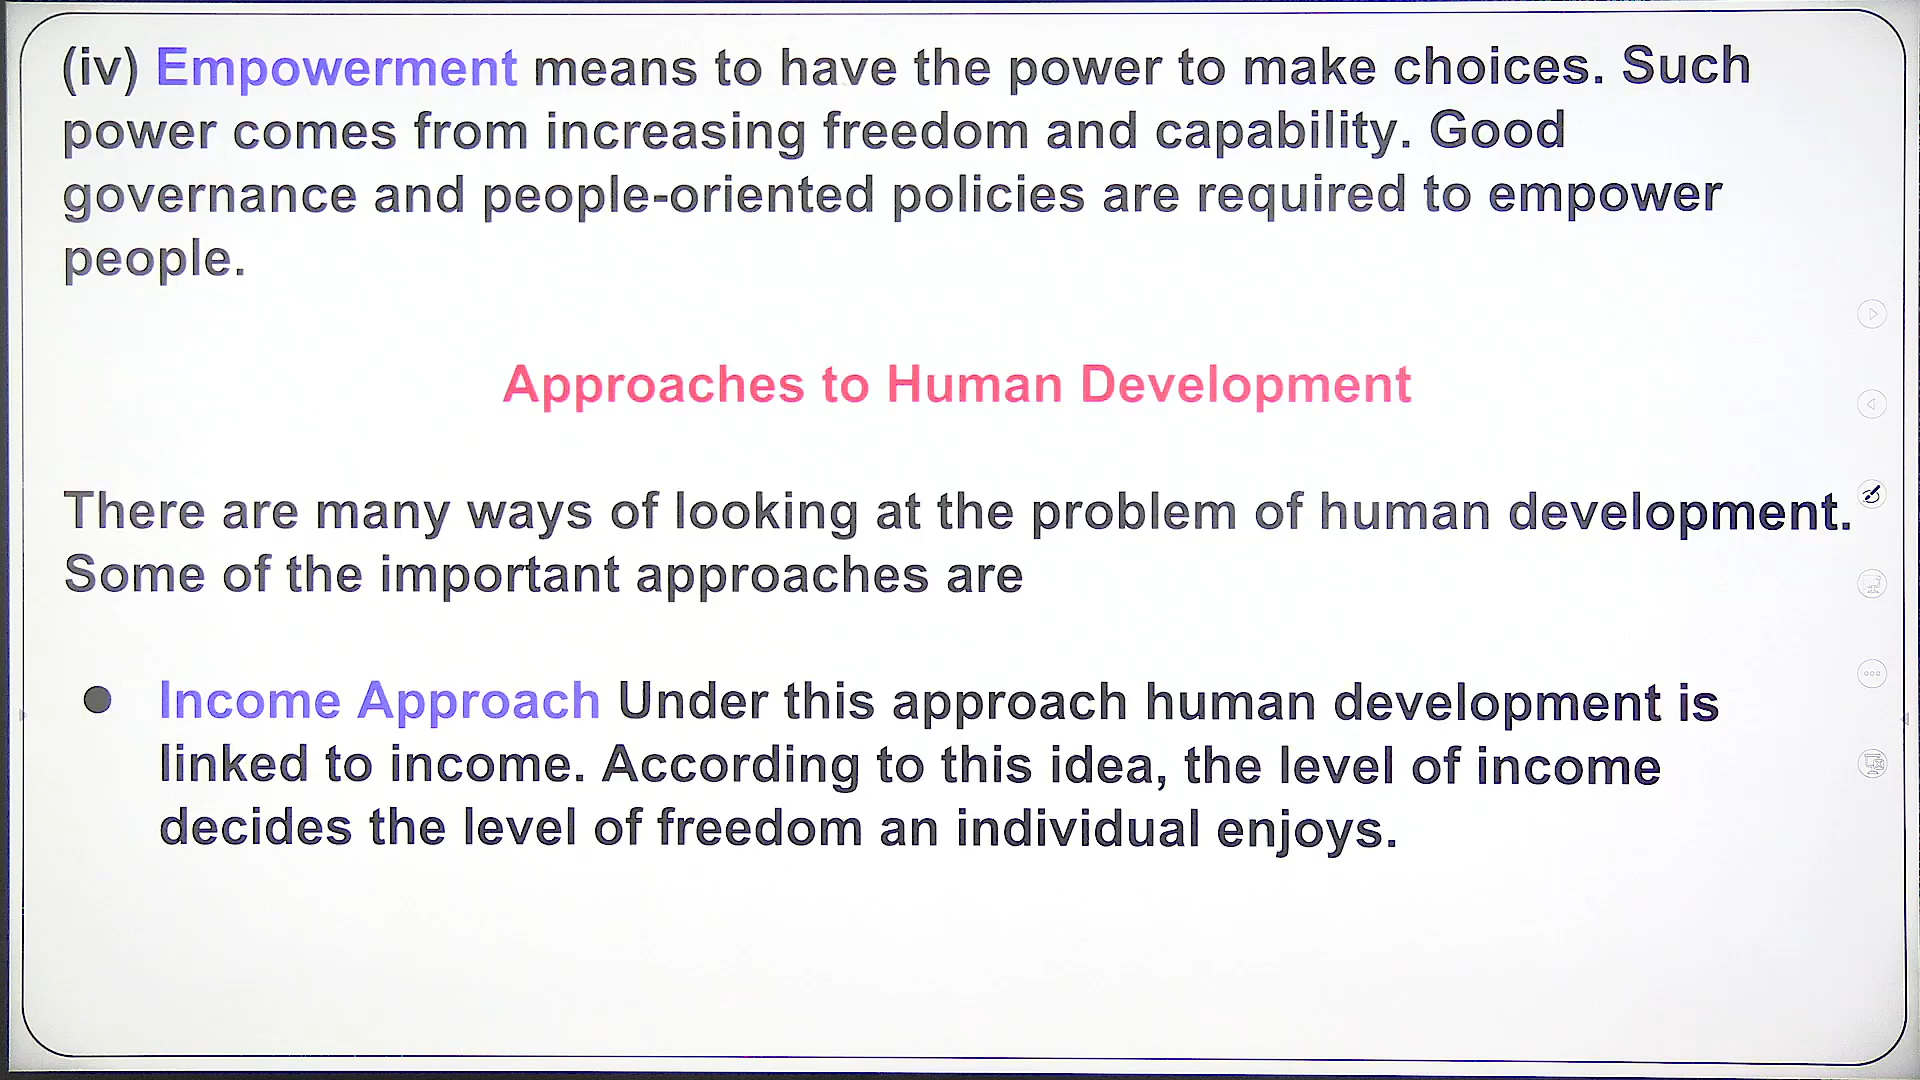 (iv) Empowerment means to have the power to make choices. Such
power comes from increasing freedom and capability. Good
governance and people-oriented policies are required to empower
people.
Approaches to Human Development
There are many ways of looking at the problem of human development.
Some of the important approaches are
● Income Approach Under this approach human development is
linked to income. According to this idea, the level of income
decides the level of freedom an individual enjoys.